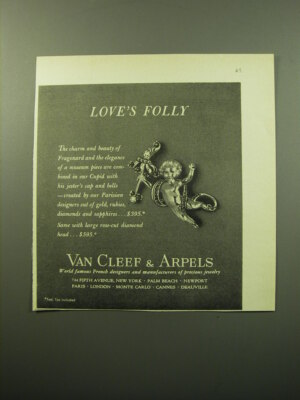 LOVE'S FOLLY
The charm and beauty of
Fragonard and the elegance
of a museum piece are com-
bined in our Cupid with
his jester's cap and bells
—created by our Parisian
designers out of gold, rubies,
diamonds and sapphires . . . $395.*
Same with large rose-cut diamond
head . . . $595.*
VAN CLEEF & ARPELS
World famous French designers and manufacturers of precious jewelry
FIFTH AVENUE, NEW YORK · PALM BEACH · NEWPORT
PARIS · LONDON · MONTE CARLO · CANNES · DEAUVILLE
*Fed. Tax Included